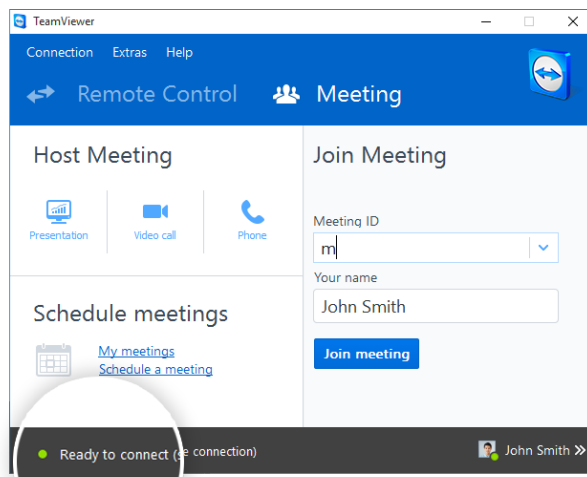 TeamViewer
Connection Extras Help
Remote Control Meeting
Host Meeting
Presentation Video call Phone
Schedule meetings
My meetings
Schedule a meeting
Join Meeting
Meeting ID
m
Your name
John Smith
Join meeting
Ready to connect (se connection)
John Smith